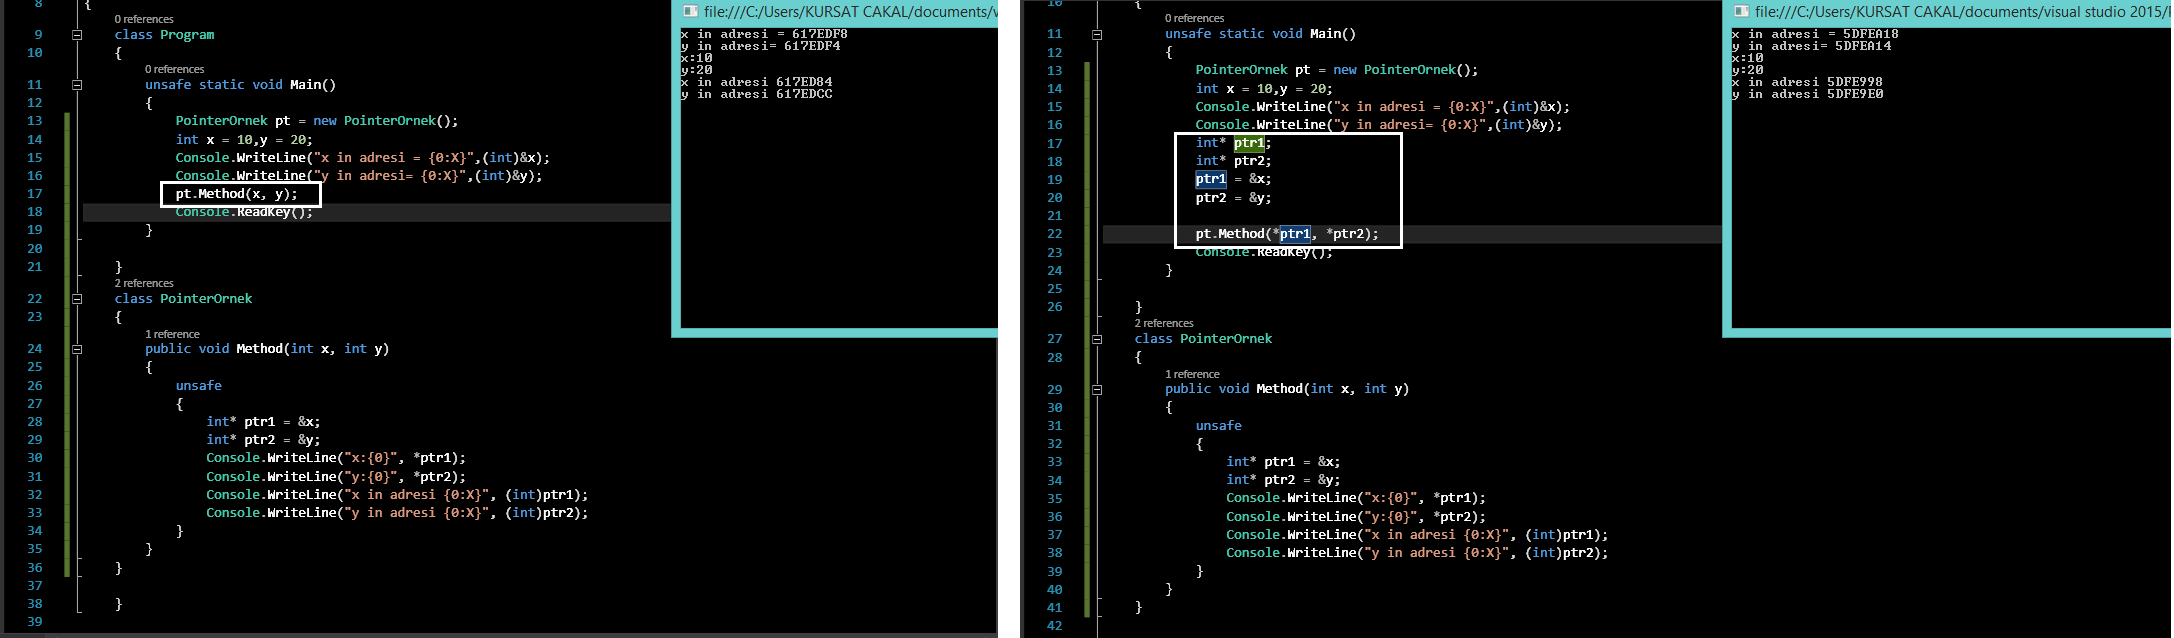 8 {
0 references
9 class Program
10 {
0 references
11 unsafe static void Main()
12 {
13 PointerOrnek pt = new PointerOrnek();
14 int x = 10,y = 20;
15 Console.WriteLine("x in adresi = {0:X}",(int)&x);
16 Console.WriteLine("y in adresi= {0:X}",(int)&y);
17 pt.Method(x, y);
18 Console.ReadKey();
19 }
20
21 }
2 references
22 class PointerOrnek
23 {
1 reference
24 public void Method(int x, int y)
25 {
26 unsafe
27 {
28 int* ptr1 = &x;
29 int* ptr2 = &y;
30 Console.WriteLine("x:{0}", *ptr1);
31 Console.WriteLine("y:{0}", *ptr2);
32 Console.WriteLine("x in adresi {0:X}", (int)ptr1);
33 Console.WriteLine("y in adresi {0:X}", (int)ptr2);
34 }
35 }
36 }
37
38 }
39
file:///C:/Users/KURSAT CAKAL/documents/v
x in adresi = 617EDF8
y in adresi= 617EDF4
x:10
y:20
x in adresi 617ED84
y in adresi 617EDCC
10 {
0 references
11 unsafe static void Main()
12 {
13 PointerOrnek pt = new PointerOrnek();
14 int x = 10,y = 20;
15 Console.WriteLine("x in adresi = {0:X}",(int)&x);
16 Console.WriteLine("y in adresi= {0:X}",(int)&y);
17 int* ptr1;
18 int* ptr2;
19 ptr1 = &x;
20 ptr2 = &y;
21
22 pt.Method(*ptr1, *ptr2);
23 Console.ReadKey();
24 }
25
26 }
2 references
27 class PointerOrnek
28 {
1 reference
29 public void Method(int x, int y)
30 {
31 unsafe
32 {
33 int* ptr1 = &x;
34 int* ptr2 = &y;
35 Console.WriteLine("x:{0}", *ptr1);
36 Console.WriteLine("y:{0}", *ptr2);
37 Console.WriteLine("x in adresi {0:X}", (int)ptr1);
38 Console.WriteLine("y in adresi {0:X}", (int)ptr2);
39 }
40 }
41 }
42
file:///C:/Users/KURSAT CAKAL/documents/visual studio 2015/
x in adresi = 5DFEA18
y in adresi= 5DFEA14
x:10
y:20
x in adresi 5DFE998
y in adresi 5DFE9E0